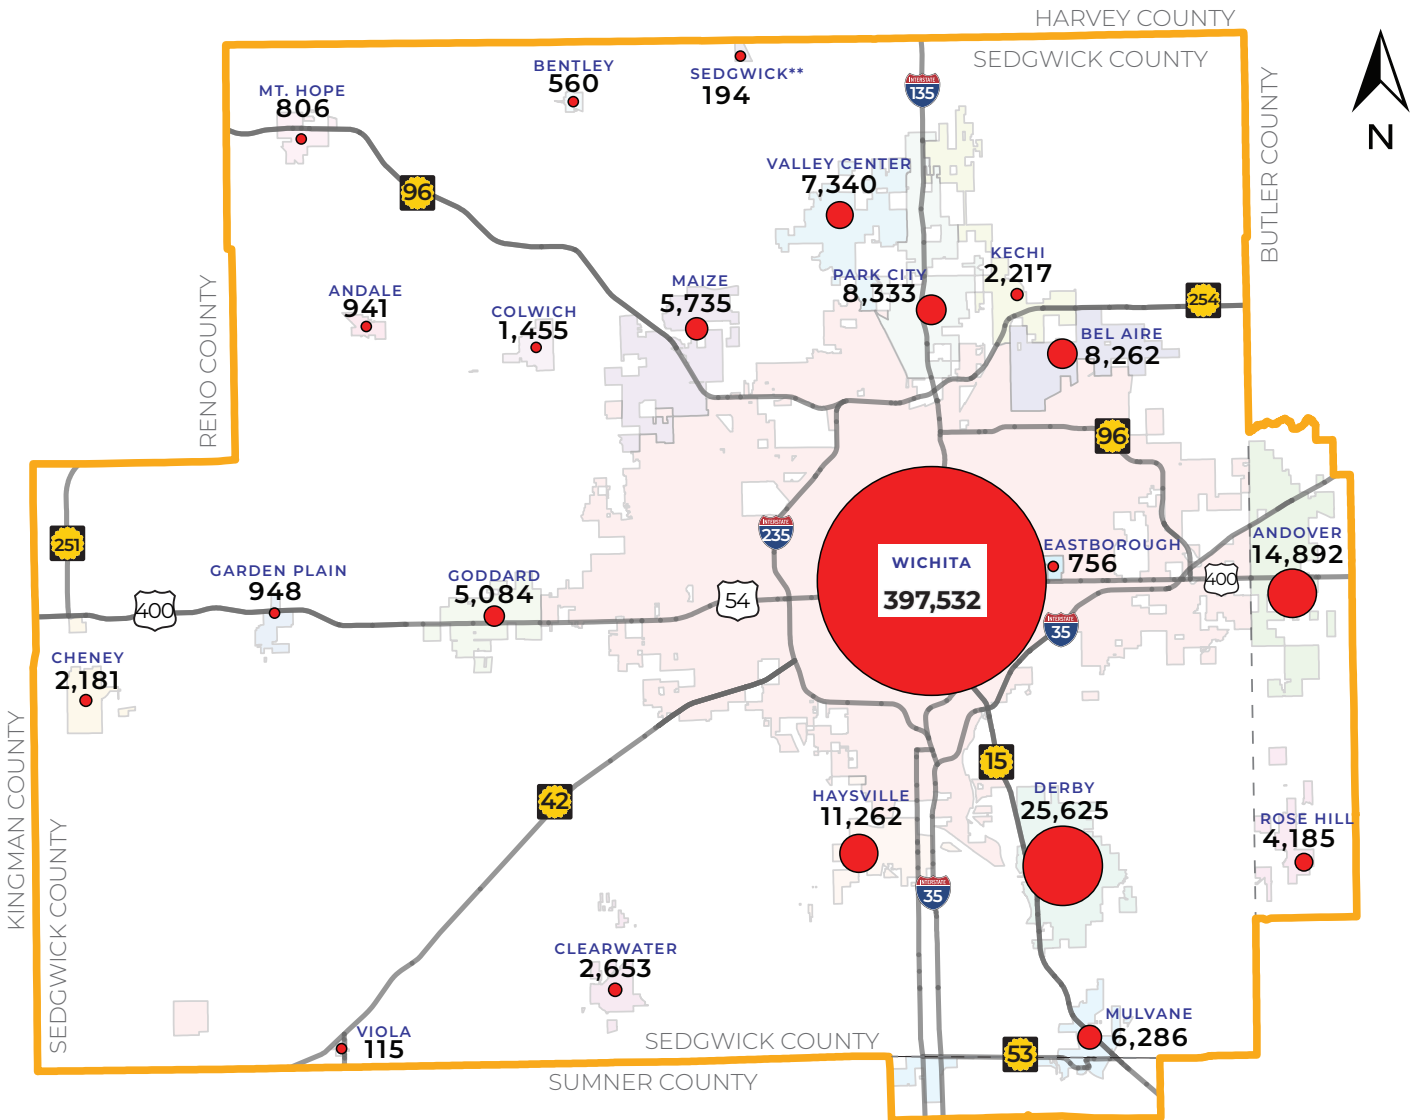 HARVEY COUNTY
SEDGWICK COUNTY
BUTLER COUNTY
N
BENTLEY
560
SEDGWICK**
194
INTERSTATE
135
MT. HOPE
806
96
VALLEY CENTER
7,340
KECHI
2,217
PARK CITY
8,333
254
RENO COUNTY
ANDALE
941
COLWICH
1,455
MAIZE
5,735
BEL AIRE
8,262
96
251
INTERSTATE
235
WICHITA
397,532
EASTBOROUGH
756
ANDOVER
14,892
400
GARDEN PLAIN
948
GODDARD
5,084
54
400
INTERSTATE
35
CHENEY
2,181
KINGMAN COUNTY
SEDGWICK COUNTY
42
15
HAYSVILLE
11,262
DERBY
25,625
ROSE HILL
4,185
INTERSTATE
35
CLEARWATER
2,653
VIOLA
115
SEDGWICK COUNTY
SUMNER COUNTY
53
MULVANE
6,286